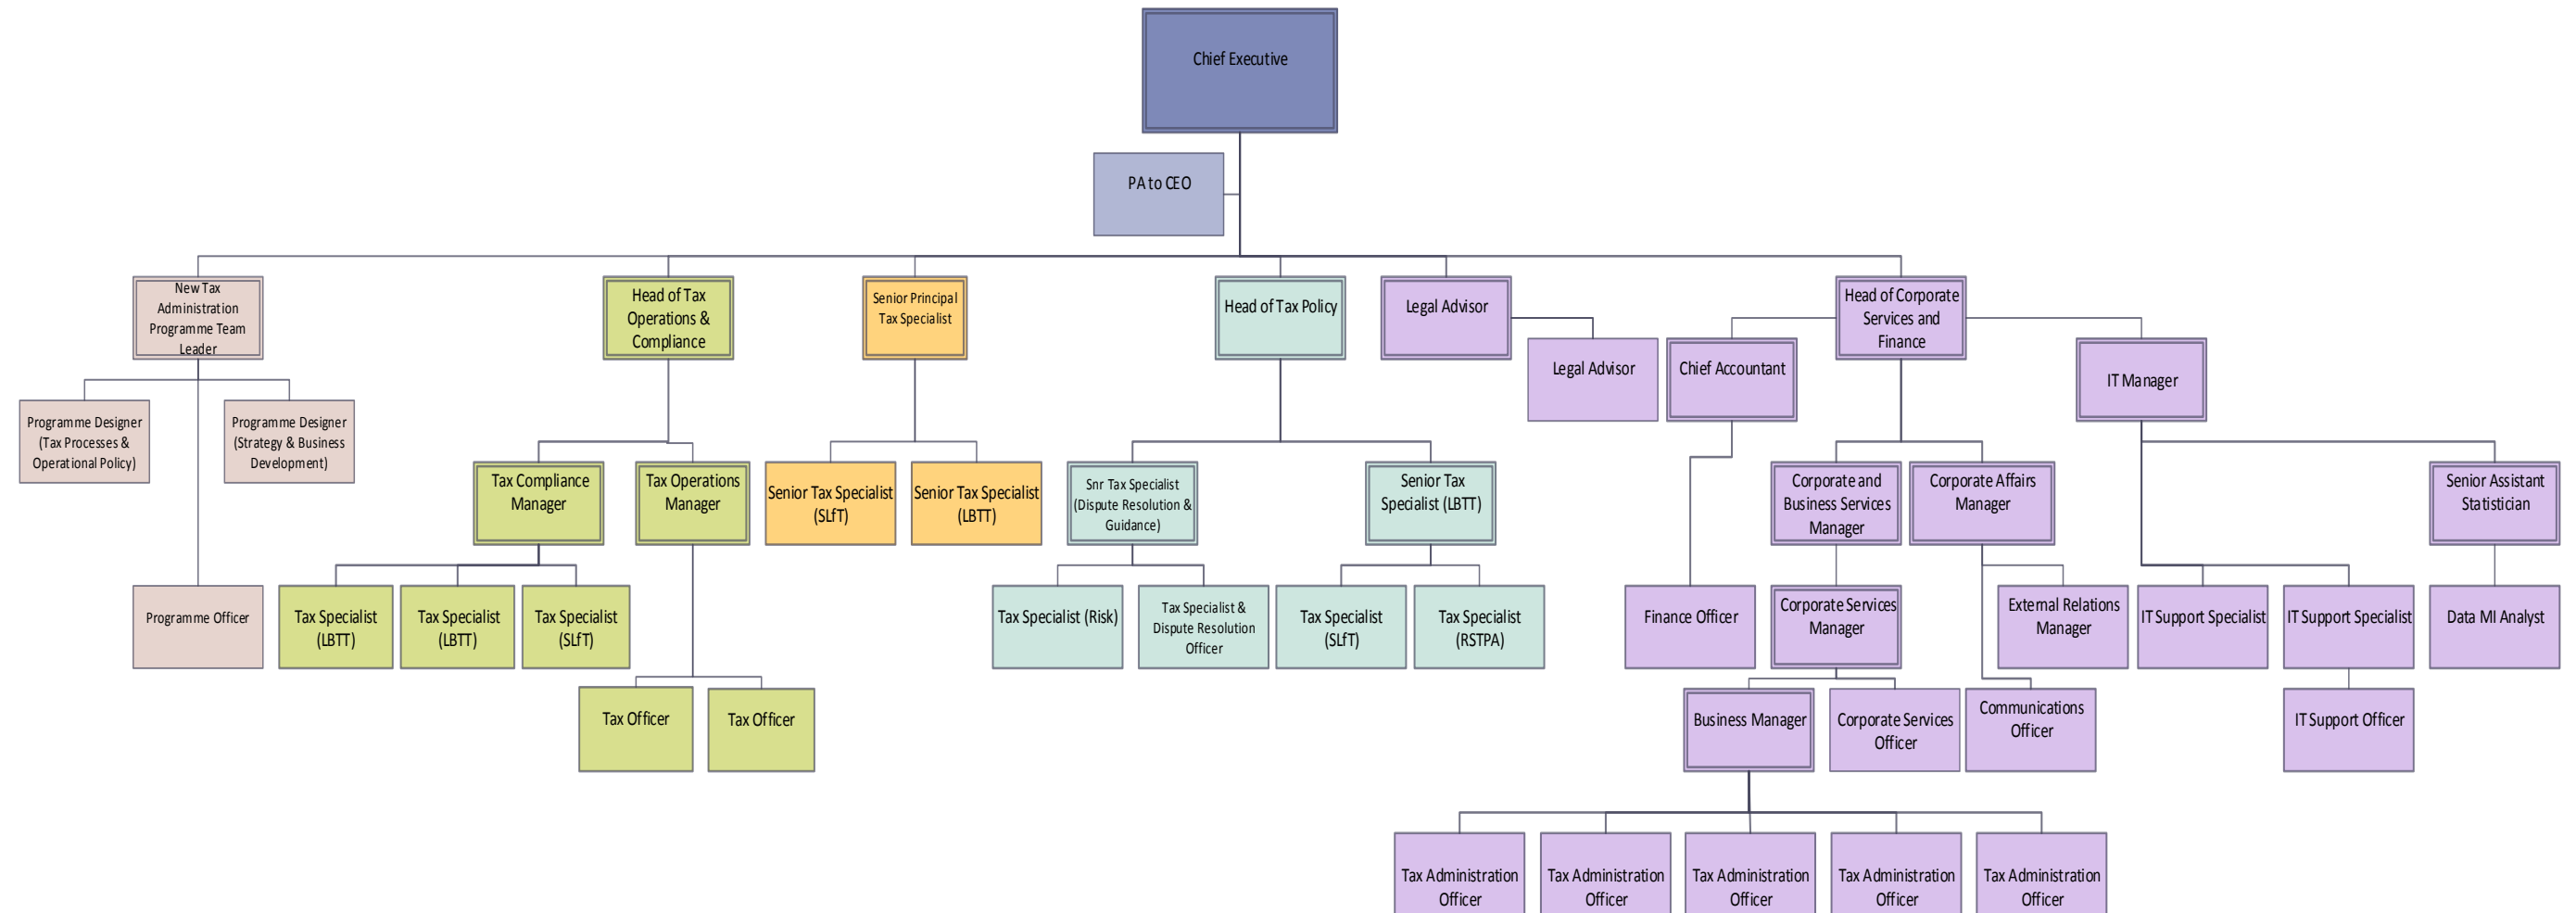 Chief Executive
PA to CEO
New Tax
Administration
Programme Team
Leader
Head of Tax
Operations &
Compliance
Senior Principal
Tax Specialist
Head of Tax Policy
Legal Advisor
Head of Corporate
Services and
Finance
Legal Advisor
Chief Accountant
IT Manager
Programme Designer
(Tax Processes &
Operational Policy)
Programme Designer
(Strategy & Business
Development)
Tax Compliance
Manager
Tax Operations
Manager
Senior Tax Specialist
(SLfT)
Senior Tax Specialist
(LBTT)
Snr Tax Specialist
(Dispute Resolution &
Guidance)
Senior Tax
Specialist (LBTT)
Corporate and
Business Services
Manager
Corporate Affairs
Manager
Senior Assistant
Statistician
Programme Officer
Tax Specialist
(LBTT)
Tax Specialist
(LBTT)
Tax Specialist
(SLfT)
Tax Specialist (Risk)
Tax Specialist &
Dispute Resolution
Officer
Tax Specialist
(SLfT)
Tax Specialist
(RSTPA)
Finance Officer
Corporate Services
Manager
External Relations
Manager
IT Support Specialist
IT Support Specialist
Data MI Analyst
Tax Officer
Tax Officer
Business Manager
Corporate Services
Officer
Communications
Officer
IT Support Officer
Tax Administration
Officer
Tax Administration
Officer
Tax Administration
Officer
Tax Administration
Officer
Tax Administration
Officer